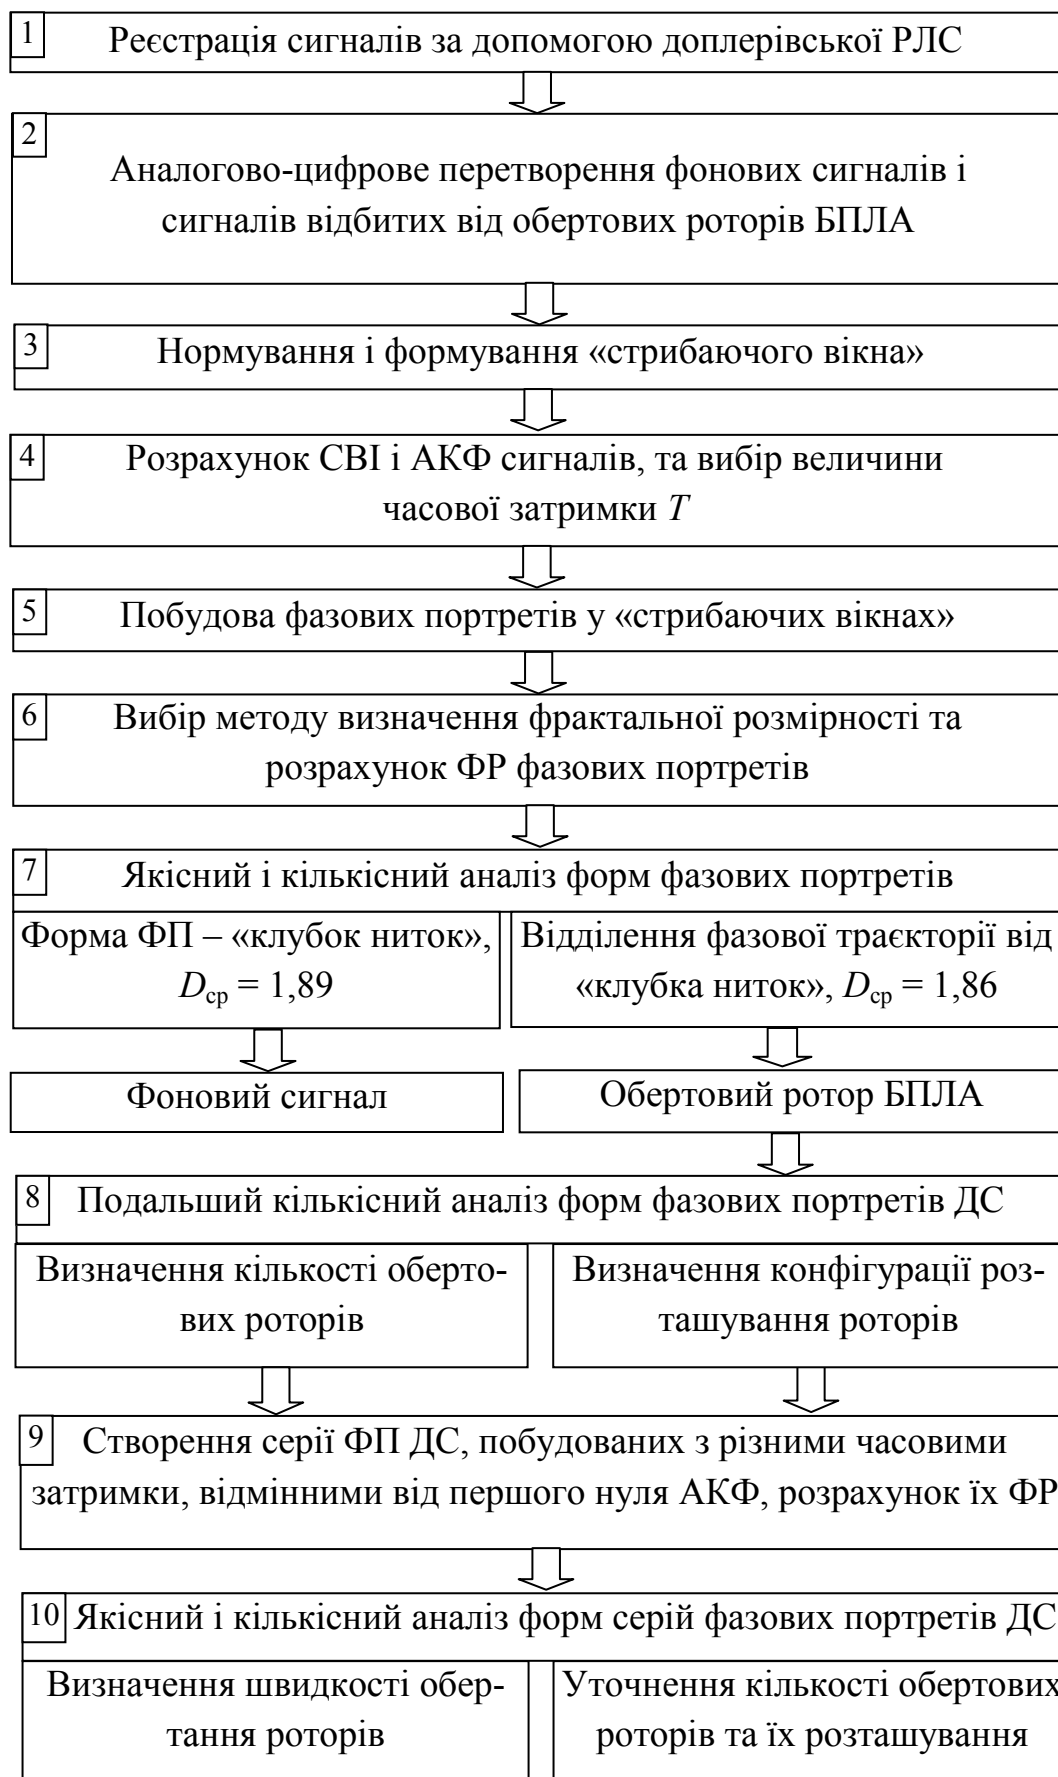 1
Реєстрація сигналів за допомогою доплерівської РЛС
2
Аналогово-цифрове перетворення фонових сигналів і
сигналів відбитих від обертових роторів БПЛА
3
Нормування і формування «стрибаючого вікна»
4
Розрахунок СВІ і АКФ сигналів, та вибір величини
часової затримки T
5
Побудова фазових портретів у «стрибаючих вікнах»
6
Вибір методу визначення фрактальної розмірності та
розрахунок ФР фазових портретів
7
Якісний і кількісний аналіз форм фазових портретів
Форма ФП – «клубок ниток»,
D_ср = 1,89
Відділення фазової траєкторії від
«клубка ниток», D_ср = 1,86
Фоновий сигнал
Обертовий ротор БПЛА
8
Подальший кількісний аналіз форм фазових портретів ДС
Визначення кількості оберто-
вих роторів
Визначення конфігурації роз-
ташування роторів
9
Створення серії ФП ДС, побудованих з різними часовими
затримки, відмінними від першого нуля АКФ, розрахунок їх ФР
10
Якісний і кількісний аналіз форм серій фазових портретів ДС
Визначення швидкості обер-
тання роторів
Уточнення кількості обертових
роторів та їх розташування